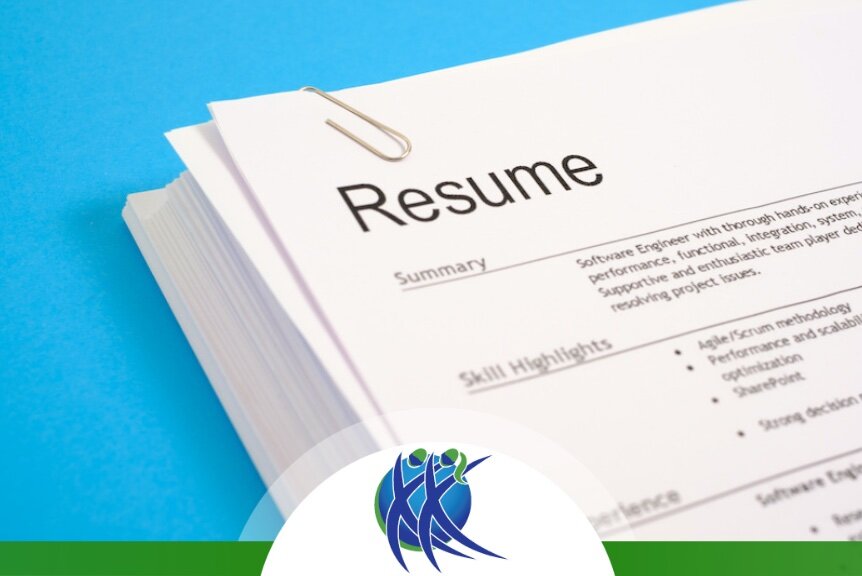 Resume
Summary
Software Engineer with thorough hands-on
performance, functional, integration, system
Supportive and enthusiastic team player
resolving project issues.
Skill Highlights
Agile/Scrum methodology
Performance and
optimization
SharePoint
Strong decision
Software